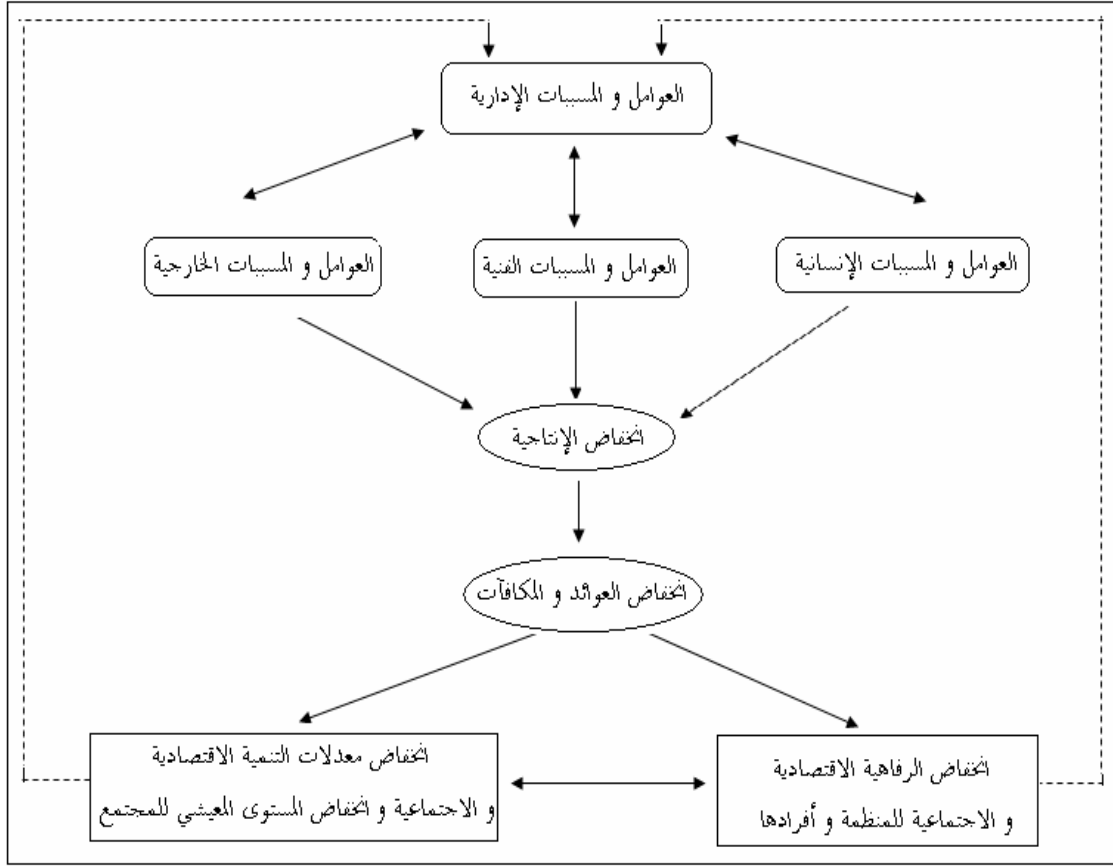 العوامل و المسببات الإدارية
العوامل و المسببات الإنسانية
العوامل و المسببات الفنية
العوامل و المسببات الخارجية
انخفاض الإنتاجية
انخفاض العوائد و المكافآت
انخفاض الرفاهية الاقتصادية
و الاجتماعية للمنظمة و أفرادها
انخفاض معدلات التنمية الاقتصادية
و الاجتماعية و انخفاض المستوى المعيشي للمجتمع